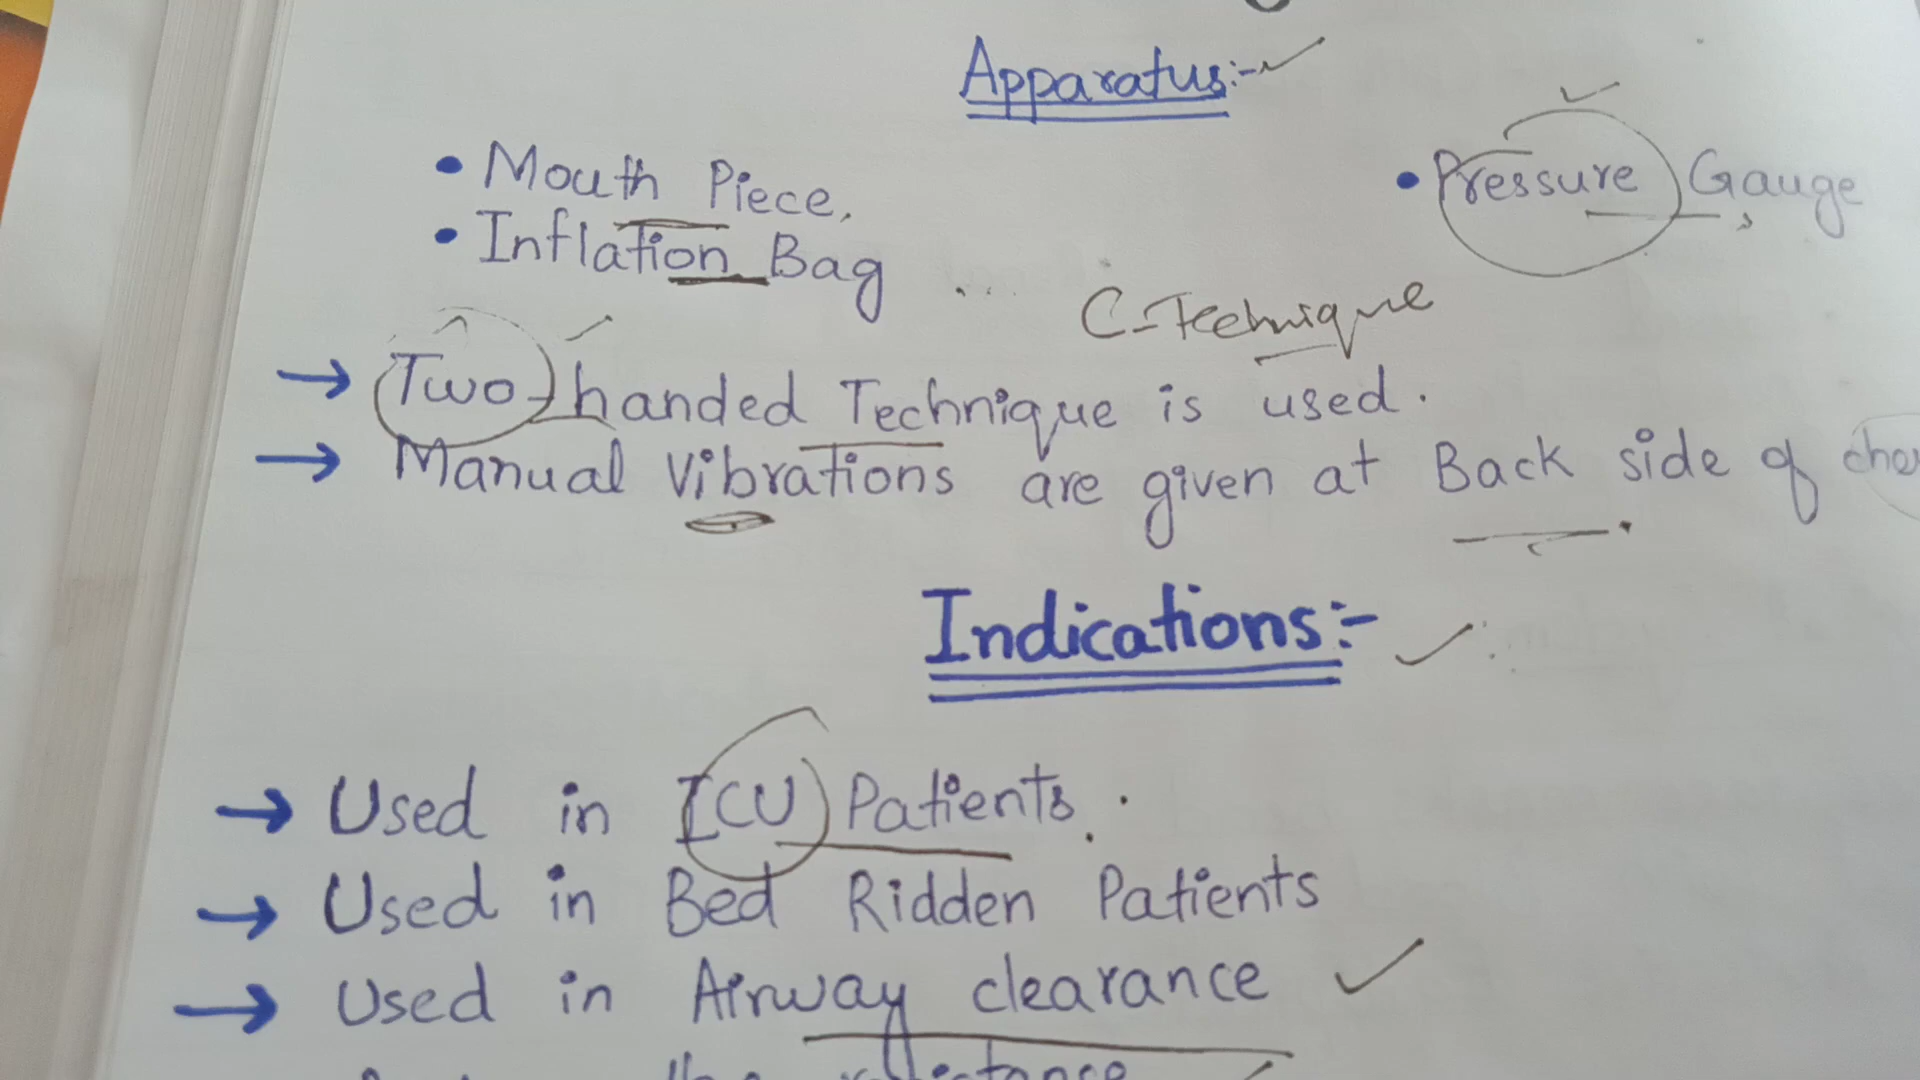 Apparatus:-
• Mouth Piece,
• Pressure Gauge
• Inflation Bag
C-Technique
→ Two-handed Technique is used.
→ Manual Vibrations are given at Back side of
Indications:-
→ Used in ICU Patients.
→ Used in Bed Ridden Patients
→ Used in Airway clearance